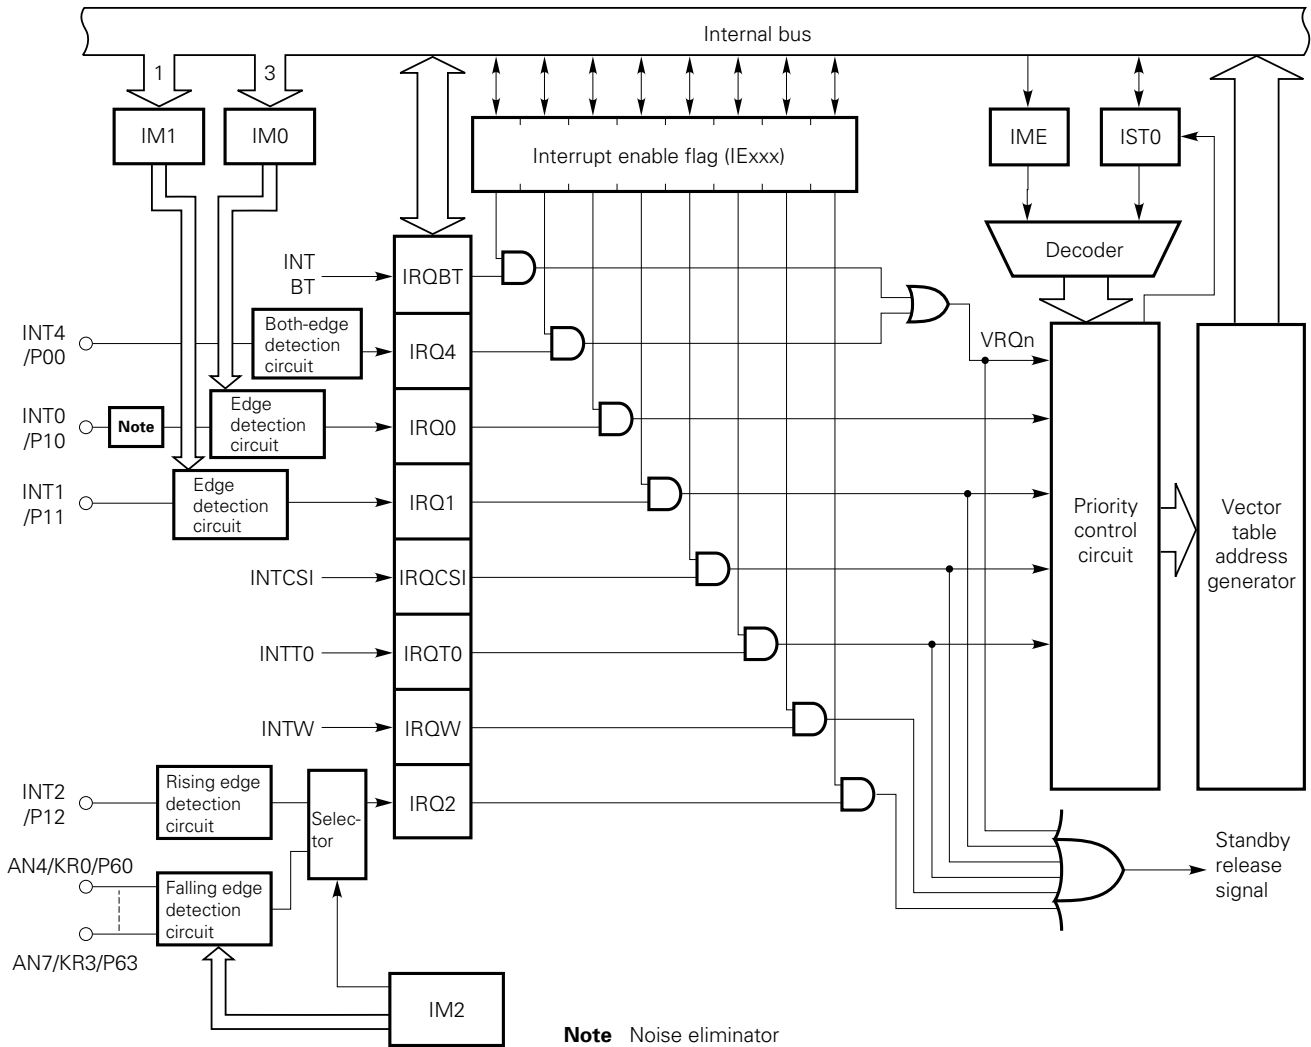 Internal bus
1
3
IM1
IM0
Interrupt enable flag (IExxx)
IME
IST0
Decoder
INT
BT
IRQBT
INT4
/P00
Both-edge
detection
circuit
IRQ4
VRQn
INT0
/P10
Note
Edge
detection
circuit
IRQ0
INT1
/P11
Edge
detection
circuit
IRQ1
Priority
control
circuit
Vector
table
address
generator
INTCSI
IRQCSI
INTT0
IRQT0
INTW
IRQW
INT2
/P12
Rising edge
detection
circuit
Selec-
tor
IRQ2
AN4/KR0/P60
Falling edge
detection
circuit
AN7/KR3/P63
Standby
release
signal
IM2
Note Noise eliminator